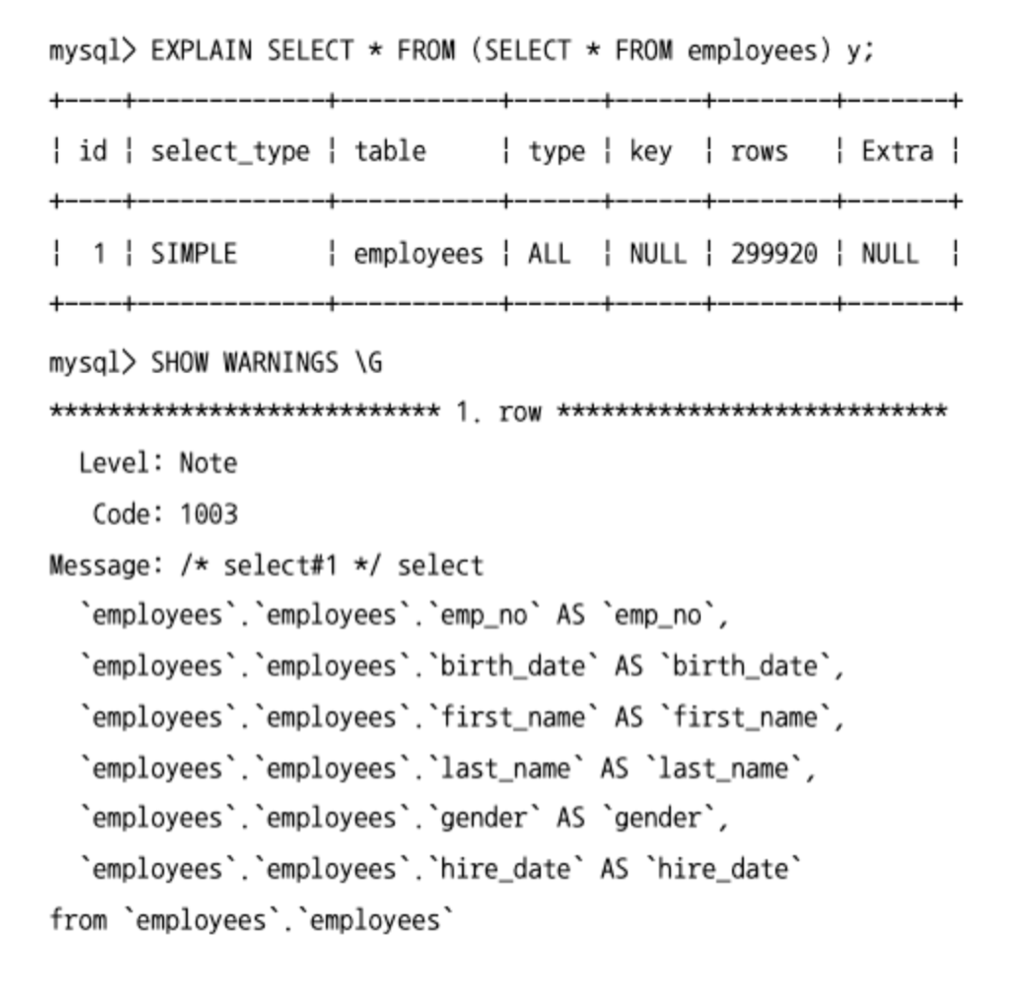 mysql> EXPLAIN SELECT * FROM (SELECT * FROM employees) y;
+----+-------------+-----------+------+------+--------+-------+
| id | select_type | table     | type | key  | rows   | Extra |
+----+-------------+-----------+------+------+--------+-------+
|  1 | SIMPLE      | employees | ALL  | NULL | 299920 | NULL  |
+----+-------------+-----------+------+------+--------+-------+
mysql> SHOW WARNINGS \G
*************************** 1. row ***************************
  Level: Note
   Code: 1003
Message: /* select#1 */ select
  `employees`.`employees`.`emp_no` AS `emp_no`,
  `employees`.`employees`.`birth_date` AS `birth_date`,
  `employees`.`employees`.`first_name` AS `first_name`,
  `employees`.`employees`.`last_name` AS `last_name`,
  `employees`.`employees`.`gender` AS `gender`,
  `employees`.`employees`.`hire_date` AS `hire_date`
from `employees`.`employees`